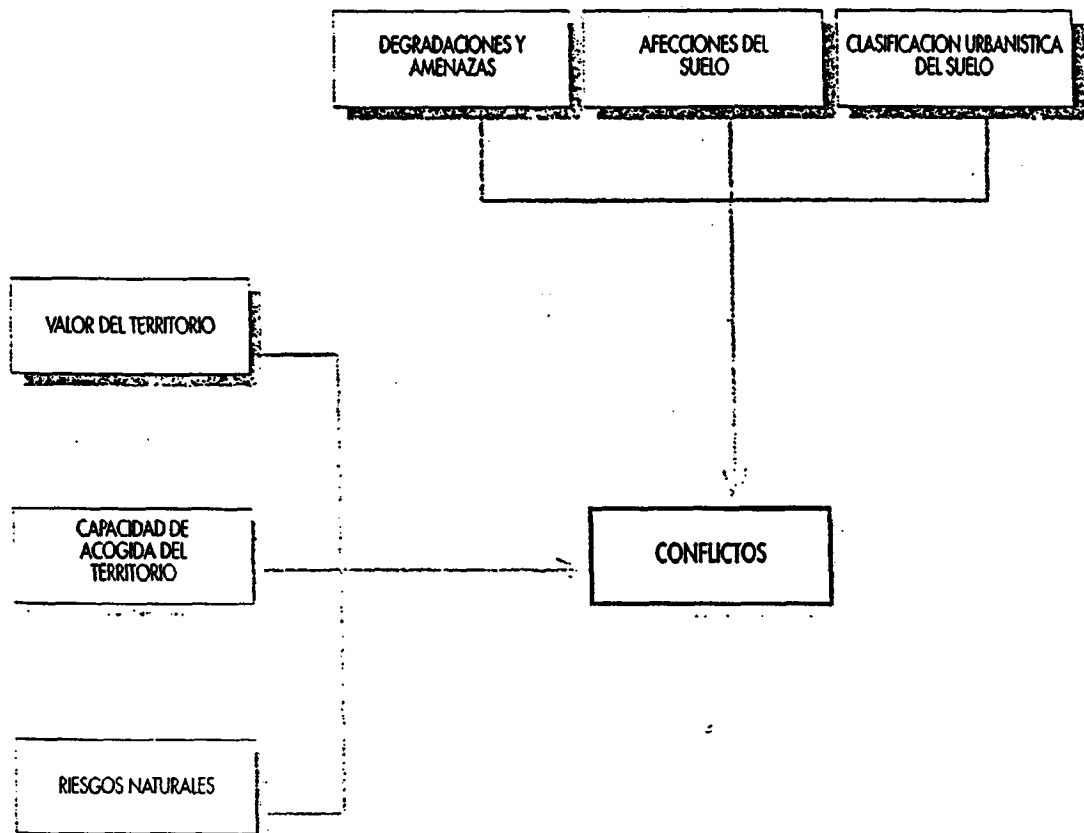 DEGRADACIONES Y
AMENAZAS
AFECCIONES DEL
SUELO
CLASIFICACION URBANISTICA
DEL SUELO
VALOR DEL TERRITORIO
CAPACIDAD DE
ACOGIDA DEL
TERRITORIO
CONFLICTOS
RIESGOS NATURALES